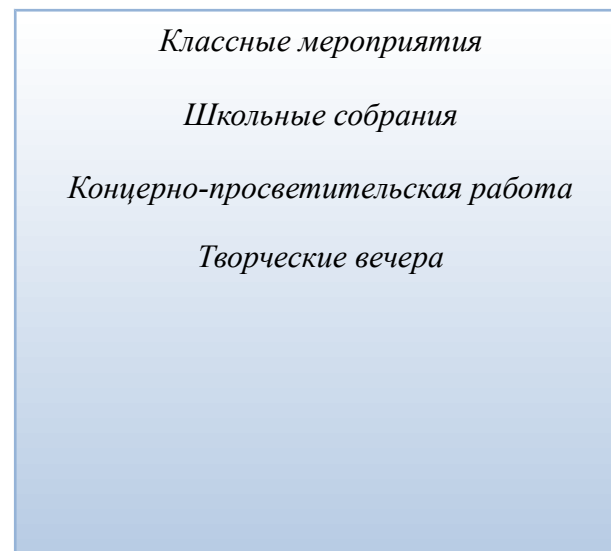 Классные мероприятия
Школьные собрания
Концерно-просветительская работа
Творческие вечера